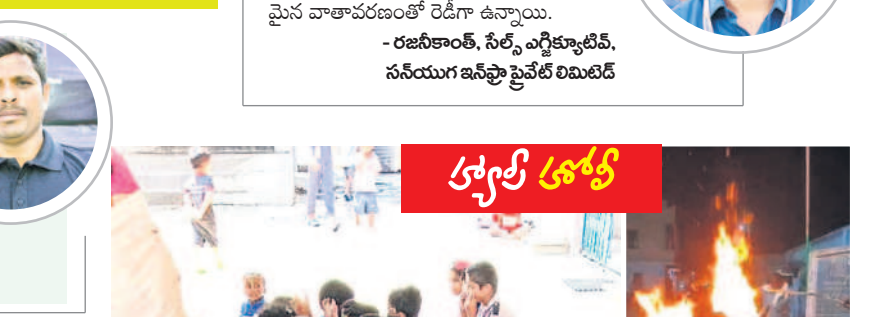 మైన వాతావరణంతో రెడీగా ఉన్నాయి.
- రజనీకాంత్, సేల్స్ ఎగ్జిక్యూటివ్,
సన్‌యుగ ఇన్‌ఫ్రా ప్రైవేట్ లిమిటెడ్
హ్యాపీ హోలీ